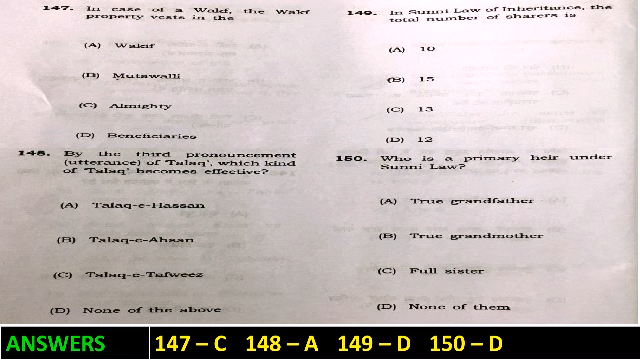 147. In case of a Wakf, the Wakf
property vests in the
(A) Wakif
(B) Mutawalli
(C) Almighty
(D) Beneficiaries
148. By the third pronouncement
(utterance) of 'Talaq', which kind
of 'Talaq' becomes effective?
(A) Talaq-e-Hassan
(B) Talaq-e-Ahsan
(C) Talaq-e-Tafweez
(D) None of the above
149. In Sunni Law of Inheritance, the
total number of sharers is
(A) 10
(B) 15
(C) 13
(D) 12
150. Who is a primary heir under
Sunni Law?
(A) True grandfather
(B) True grandmother
(C) Full sister
(D) None of them
ANSWERS 147 – C 148 – A 149 – D 150 – D